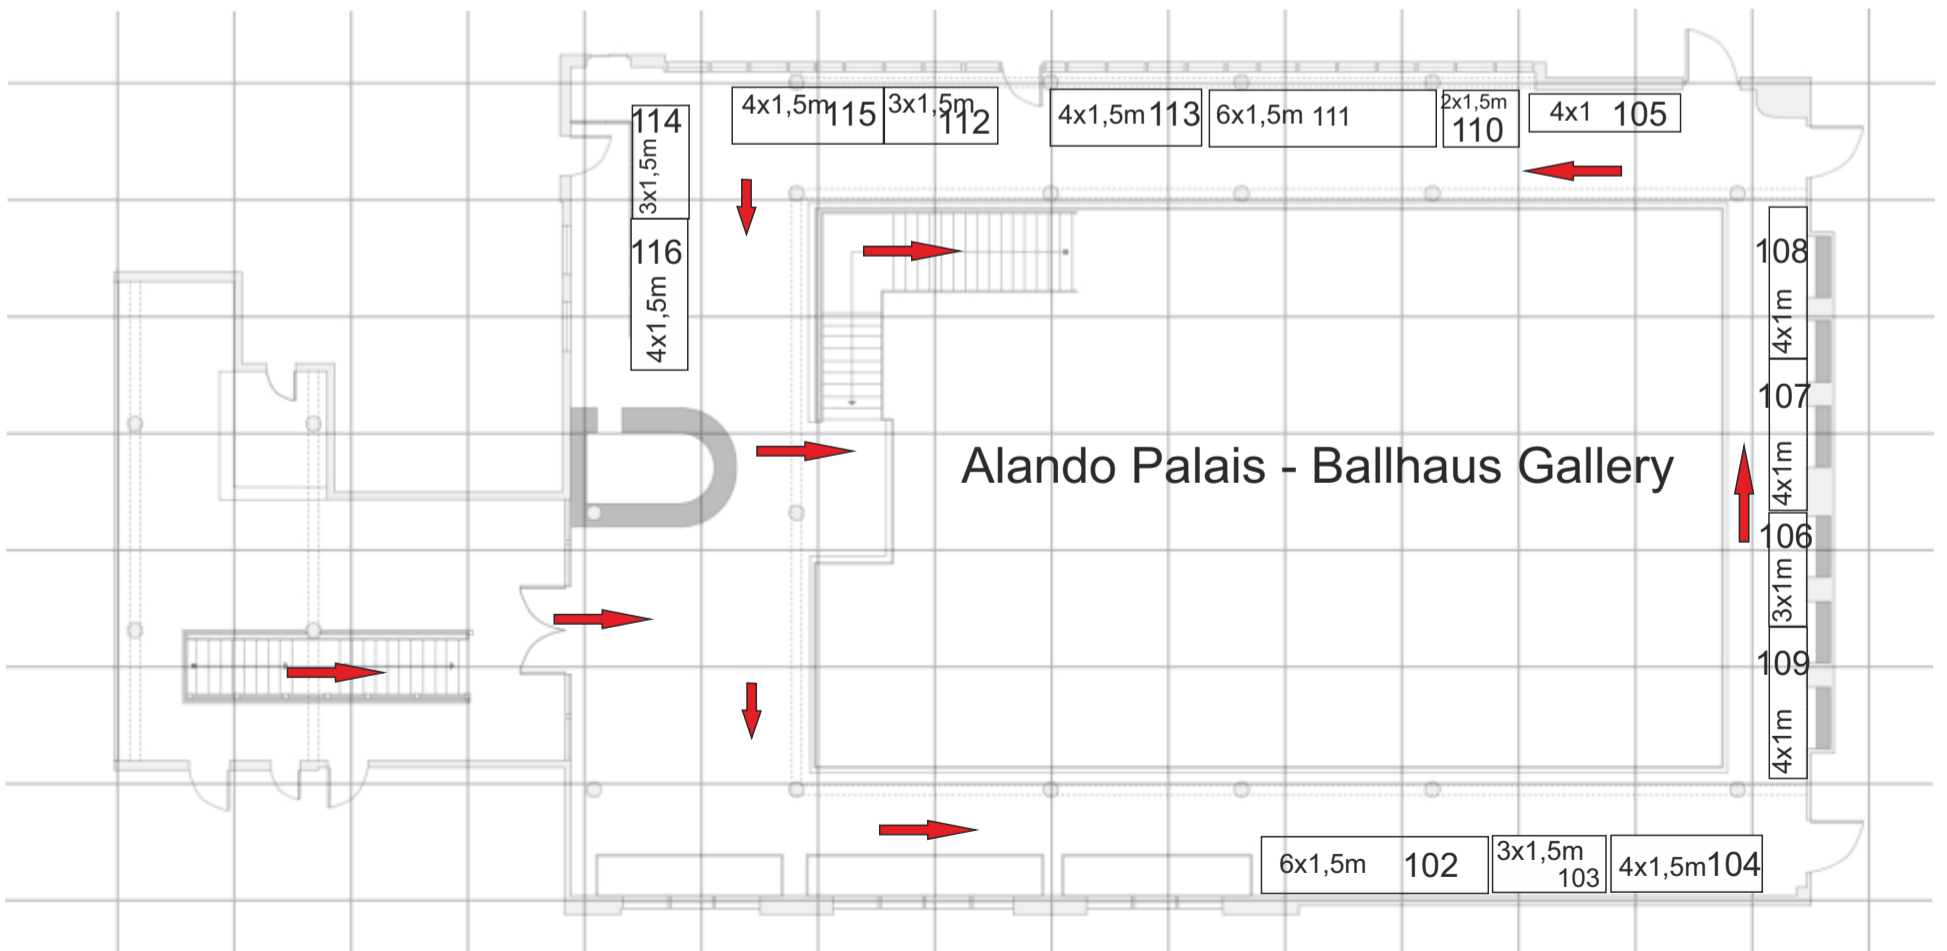 4x1,5m 115
3x1,5m 112
4x1,5m 113
6x1,5m 111
2x1,5m
110
4x1 105
114
3x1,5m
116
4x1,5m
108
4x1m
107
4x1m
Alando Palais - Ballhaus Gallery
106
3x1m
109
4x1m
6x1,5m 102
3x1,5m
103
4x1,5m 104